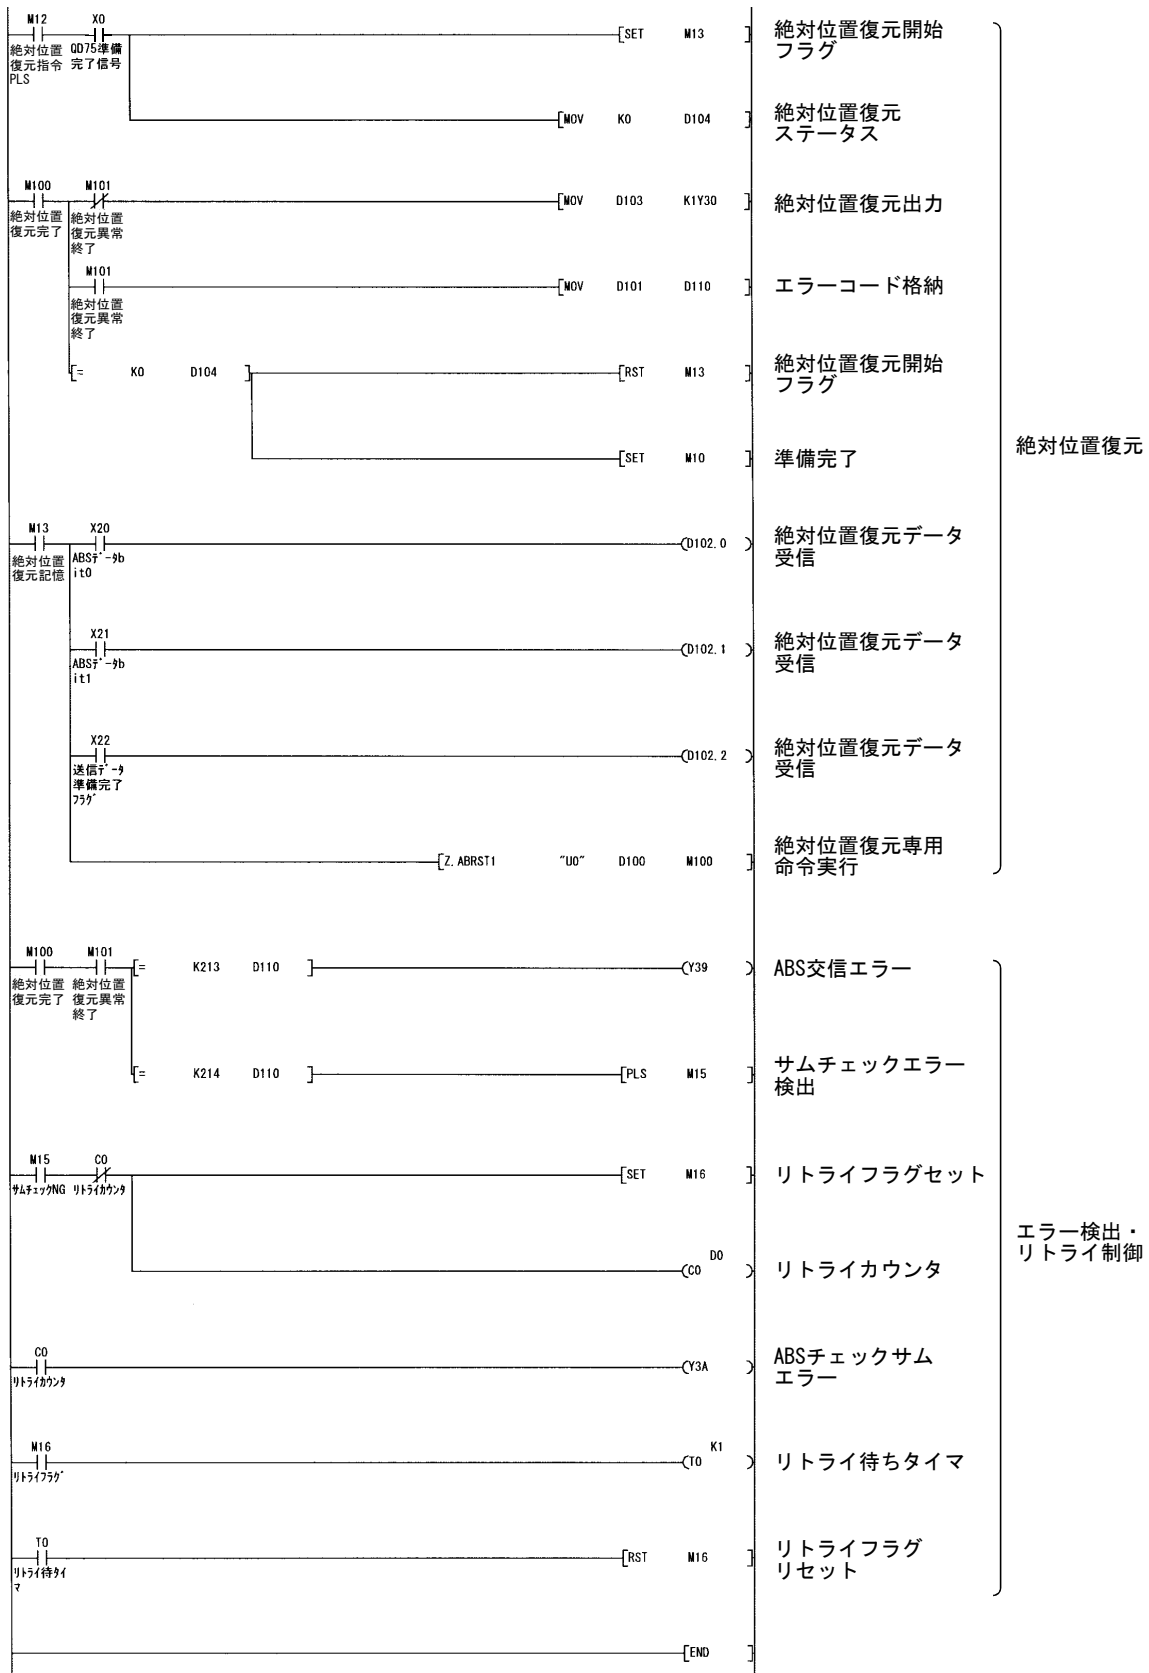 M12 X0 [SET M13] 絶対位置復元開始
フラグ
絶対位置 QD75準備
復元指令 完了信号
PLS
[MOV K0 D104] 絶対位置復元
ステータス
M100 M101 [MOV D103 K1Y30] 絶対位置復元出力
絶対位置 絶対位置
復元完了 復元異常
終了
M101 [MOV D101 D110] エラーコード格納
絶対位置
復元異常
終了
[= K0 D104] [RST M13] 絶対位置復元開始
フラグ
絶対位置復元
[SET M10] 準備完了
M13 X20 (D102.0) 絶対位置復元データ
受信
絶対位置 ABSデータb
復元記憶 it0
X21 (D102.1) 絶対位置復元データ
受信
ABSデータb
it1
X22 (D102.2) 絶対位置復元データ
受信
送信データ
準備完了
フラグ
[Z.ABRST1 "U0" D100 M100] 絶対位置復元専用
命令実行
M100 M101 [= K213 D110] (Y39) ABS交信エラー
絶対位置 絶対位置
復元完了 復元異常
終了
[= K214 D110] [PLS M15] サムチェックエラー
検出
M15 C0 [SET M16] リトライフラグセット
サムチェックNG リトライカウンタ
エラー検出・
リトライ制御
D0
(C0) リトライカウンタ
C0 (Y3A) ABSチェックサム
エラー
リトライカウンタ
M16 K1
(T0) リトライ待ちタイマ
リトライフラグ
T0 [RST M16] リトライフラグ
リセット
リトライ待タイ
マ
[END]